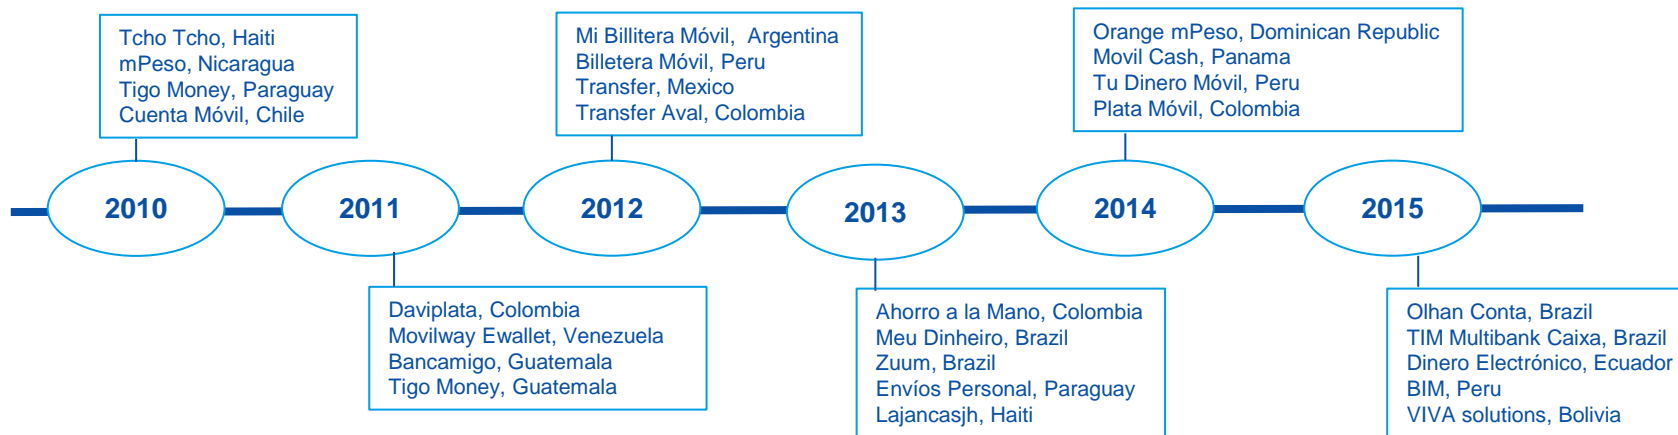 Tcho Tcho, Haiti
mPeso, Nicaragua
Tigo Money, Paraguay
Cuenta Móvil, Chile
Mi Billitera Móvil,  Argentina
Billetera Móvil, Peru
Transfer, Mexico
Transfer Aval, Colombia
Orange mPeso, Dominican Republic
Movil Cash, Panama
Tu Dinero Móvil, Peru
Plata Móvil, Colombia
2010
2011
2012
2013
2014
2015
Daviplata, Colombia
Movilway Ewallet, Venezuela
Bancamigo, Guatemala
Tigo Money, Guatemala
Ahorro a la Mano, Colombia
Meu Dinheiro, Brazil
Zuum, Brazil
Envíos Personal, Paraguay
Lajancasjh, Haiti
Olhan Conta, Brazil
TIM Multibank Caixa, Brazil
Dinero Electrónico, Ecuador
BIM, Peru
VIVA solutions, Bolivia